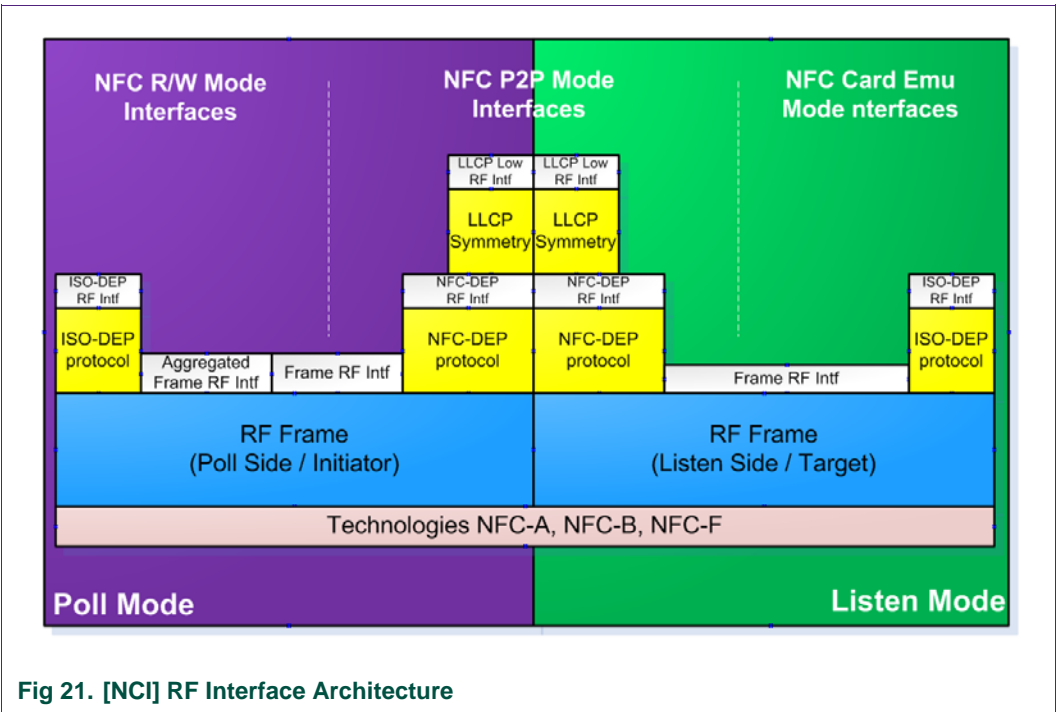 NFC R/W Mode
Interfaces
NFC P2P Mode
Interfaces
NFC Card Emu
Mode nterfaces
LLCP Low
RF Intf
LLCP Low
RF Intf
LLCP
Symmetry
LLCP
Symmetry
ISO-DEP
RF Intf
NFC-DEP
RF Intf
NFC-DEP
RF Intf
ISO-DEP
RF Intf
ISO-DEP
protocol
Aggregated
Frame RF Intf
Frame RF Intf
NFC-DEP
protocol
NFC-DEP
protocol
Frame RF Intf
ISO-DEP
protocol
RF Frame
(Poll Side / Initiator)
RF Frame
(Listen Side / Target)
Technologies NFC-A, NFC-B, NFC-F
Poll Mode
Listen Mode
Fig 21. [NCI] RF Interface Architecture